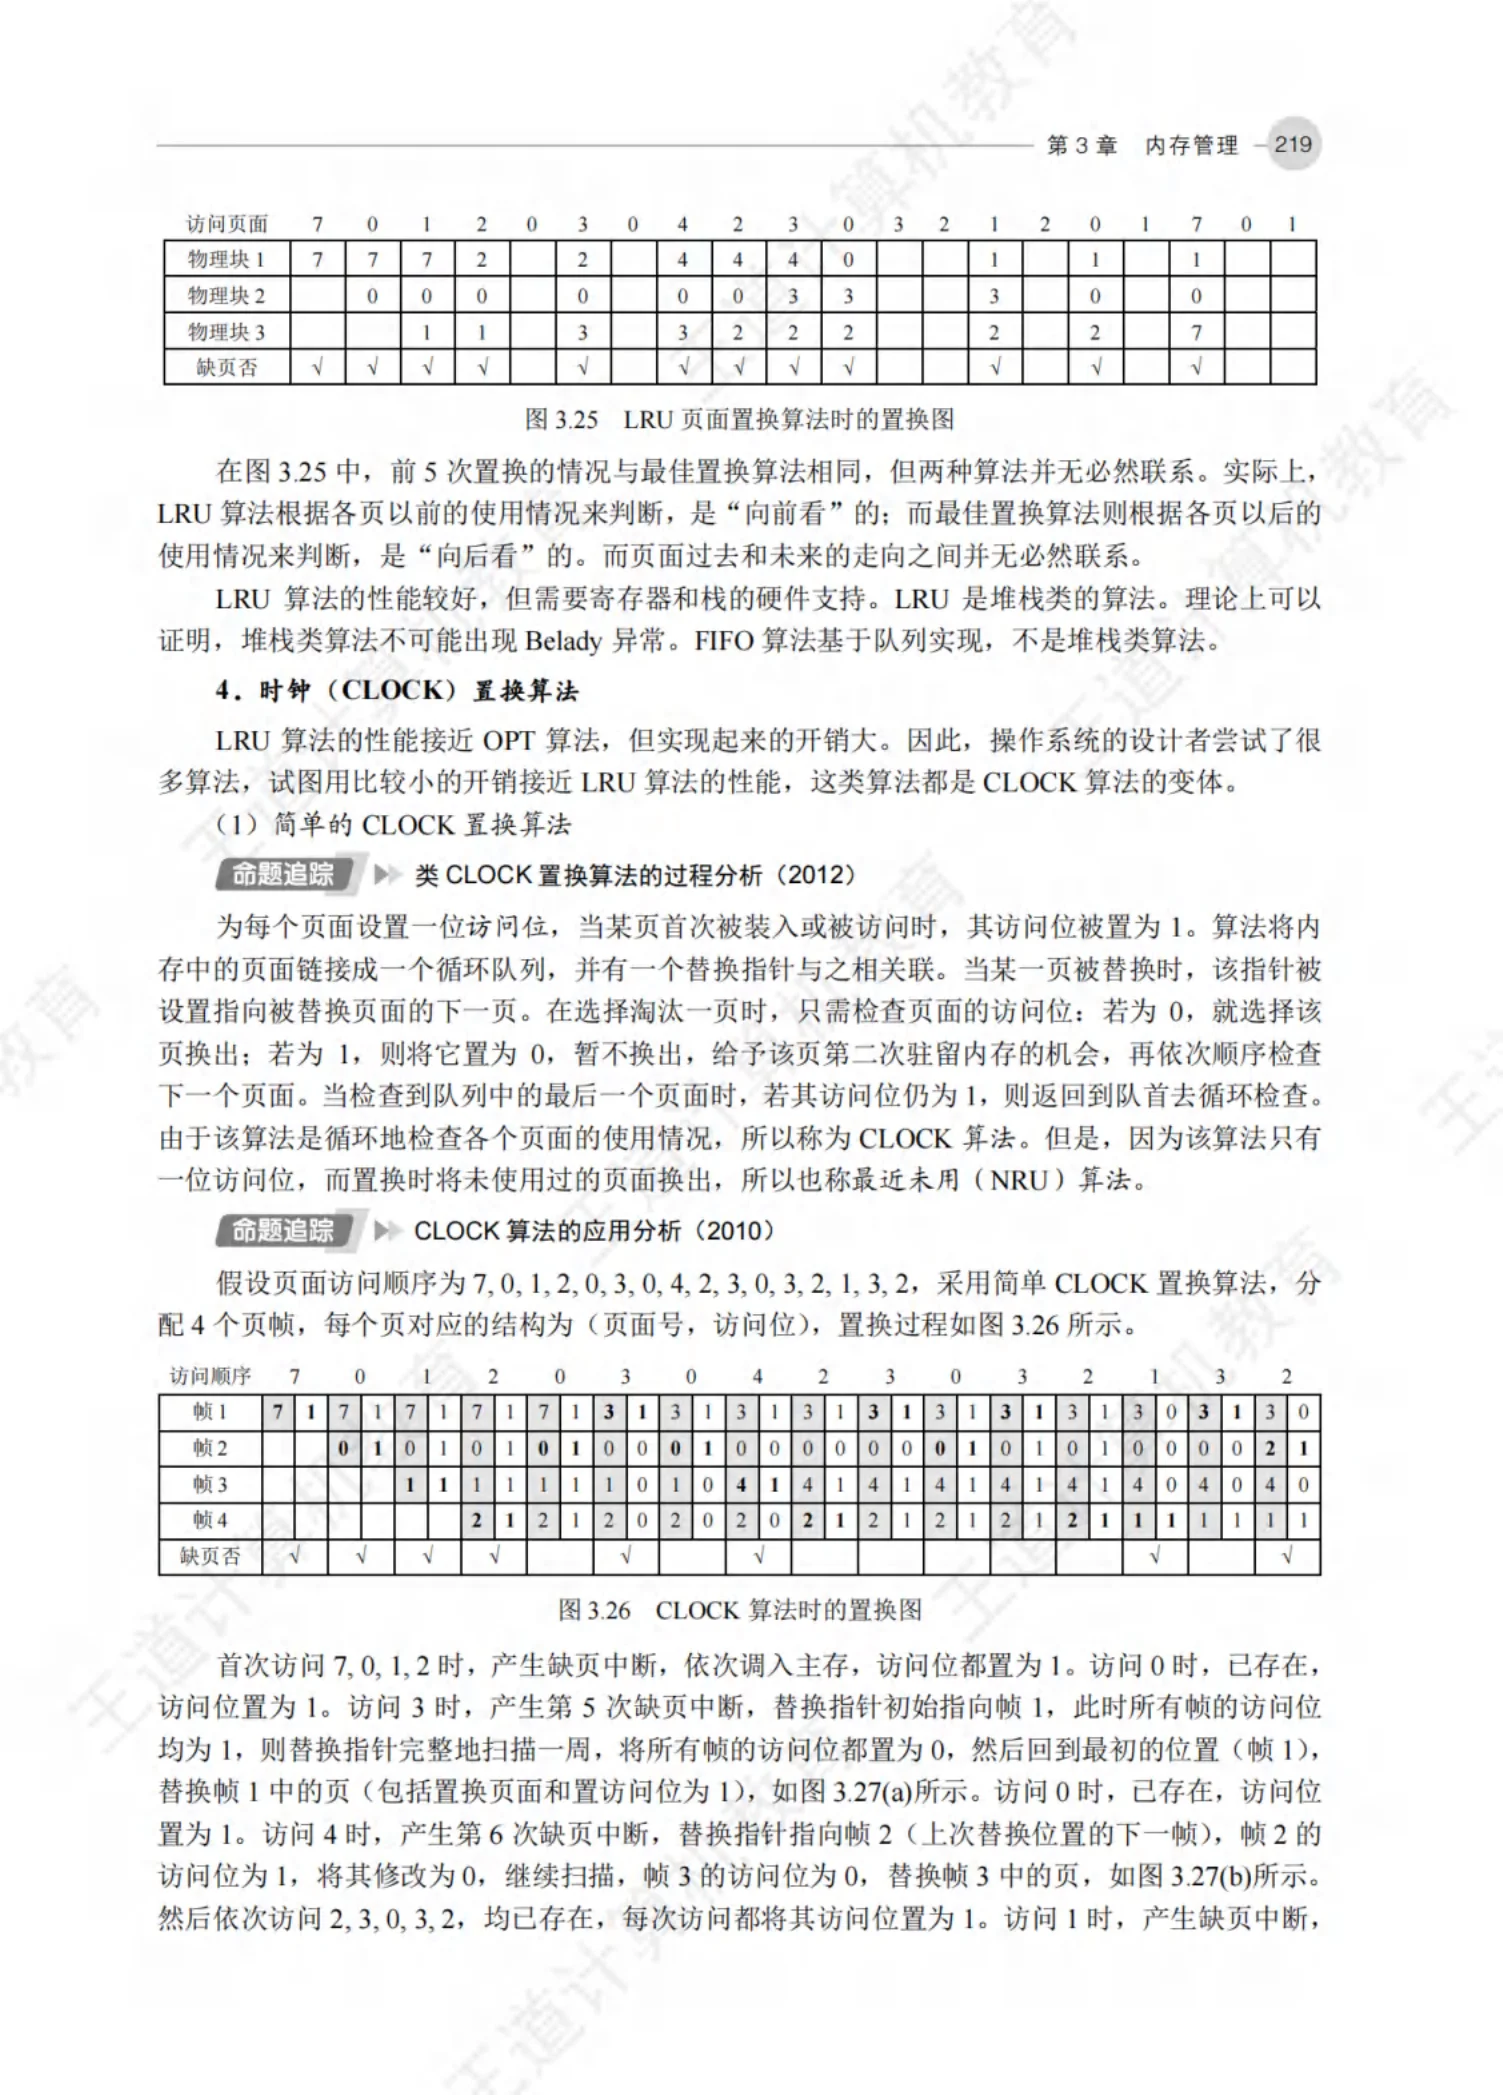 第 3 章 内存管理 219
访问页面 7 0 1 2 0 3 0 4 2 3 0 3 2 1 2 0 1 7 0 1
物理块 1 7 7 7 2 2 4 4 4 0 1 1 1
物理块 2 0 0 0 0 0 0 3 3 3 0 0
物理块 3 1 1 3 3 2 2 2 2 2 7
缺页否 √ √ √ √ √ √ √ √ √ √ √ √
图 3.25 LRU 页面置换算法时的置换图
在图 3.25 中，前 5 次置换的情况与最佳置换算法相同，但两种算法并无必然联系。实际上，
LRU 算法根据各页以前的使用情况来判断，是“向前看”的；而最佳置换算法则根据各页以后的
使用情况来判断，是“向后看”的。而页面过去和未来的走向之间并无必然联系。
LRU 算法的性能较好，但需要寄存器和栈的硬件支持。LRU 是堆栈类的算法。理论上可以
证明，堆栈类算法不可能出现 Belady 异常。FIFO 算法基于队列实现，不是堆栈类算法。
4．时钟（CLOCK）置换算法
LRU 算法的性能接近 OPT 算法，但实现起来的开销大。因此，操作系统的设计者尝试了很
多算法，试图用比较小的开销接近 LRU 算法的性能，这类算法都是 CLOCK 算法的变体。
（1）简单的 CLOCK 置换算法
命题追踪 类 CLOCK 置换算法的过程分析（2012）
为每个页面设置一位访问位，当某页首次被装入或被访问时，其访问位被置为 1。算法将内
存中的页面链接成一个循环队列，并有一个替换指针与之相关联。当某一页被替换时，该指针被
设置指向被替换页面的下一页。在选择淘汰一页时，只需检查页面的访问位：若为 0，就选择该
页换出；若为 1，则将它置为 0，暂不换出，给予该页第二次驻留内存的机会，再依次顺序检查
下一个页面。当检查到队列中的最后一个页面时，若其访问位仍为 1，则返回到队首去循环检查。
由于该算法是循环地检查各个页面的使用情况，所以称为 CLOCK 算法。但是，因为该算法只有
一位访问位，而置换时将未使用过的页面换出，所以也称最近未用（NRU）算法。
命题追踪 CLOCK 算法的应用分析（2010）
假设页面访问顺序为 7, 0, 1, 2, 0, 3, 0, 4, 2, 3, 0, 3, 2, 1, 3, 2，采用简单 CLOCK 置换算法，分
配 4 个页帧，每个页对应的结构为（页面号，访问位），置换过程如图 3.26 所示。
访问顺序 7 0 1 2 0 3 0 4 2 3 0 3 2 1 3 2
帧 1 7 1 7 1 7 1 7 1 7 1 3 1 3 1 3 1 3 1 3 1 3 1 3 1 3 1 3 0 3 1 3 0
帧 2 0 1 0 1 0 1 0 1 0 0 0 1 0 0 0 0 0 0 0 1 0 1 0 1 0 0 0 0 2 1
帧 3 1 1 1 1 1 1 1 0 1 0 4 1 4 1 4 1 4 1 4 1 4 1 4 0 4 0 4 0
帧 4 2 1 2 1 2 0 2 0 2 0 2 1 2 1 2 1 2 1 2 1 1 1 1 1 1 1
缺页否 √ √ √ √ √ √ √ √
图 3.26 CLOCK 算法时的置换图
首次访问 7, 0, 1, 2 时，产生缺页中断，依次调入主存，访问位都置为 1。访问 0 时，已存在，
访问位置为 1。访问 3 时，产生第 5 次缺页中断，替换指针初始指向帧 1，此时所有帧的访问位
均为 1，则替换指针完整地扫描一周，将所有帧的访问位都置为 0，然后回到最初的位置（帧 1），
替换帧 1 中的页（包括置换页面和置访问位为 1），如图 3.27(a)所示。访问 0 时，已存在，访问位
置为 1。访问 4 时，产生第 6 次缺页中断，替换指针指向帧 2（上次替换位置的下一帧），帧 2 的
访问位为 1，将其修改为 0，继续扫描，帧 3 的访问位为 0，替换帧 3 中的页，如图 3.27(b)所示。
然后依次访问 2, 3, 0, 3, 2，均已存在，每次访问都将其访问位置为 1。访问 1 时，产生缺页中断，
王道计算机教育